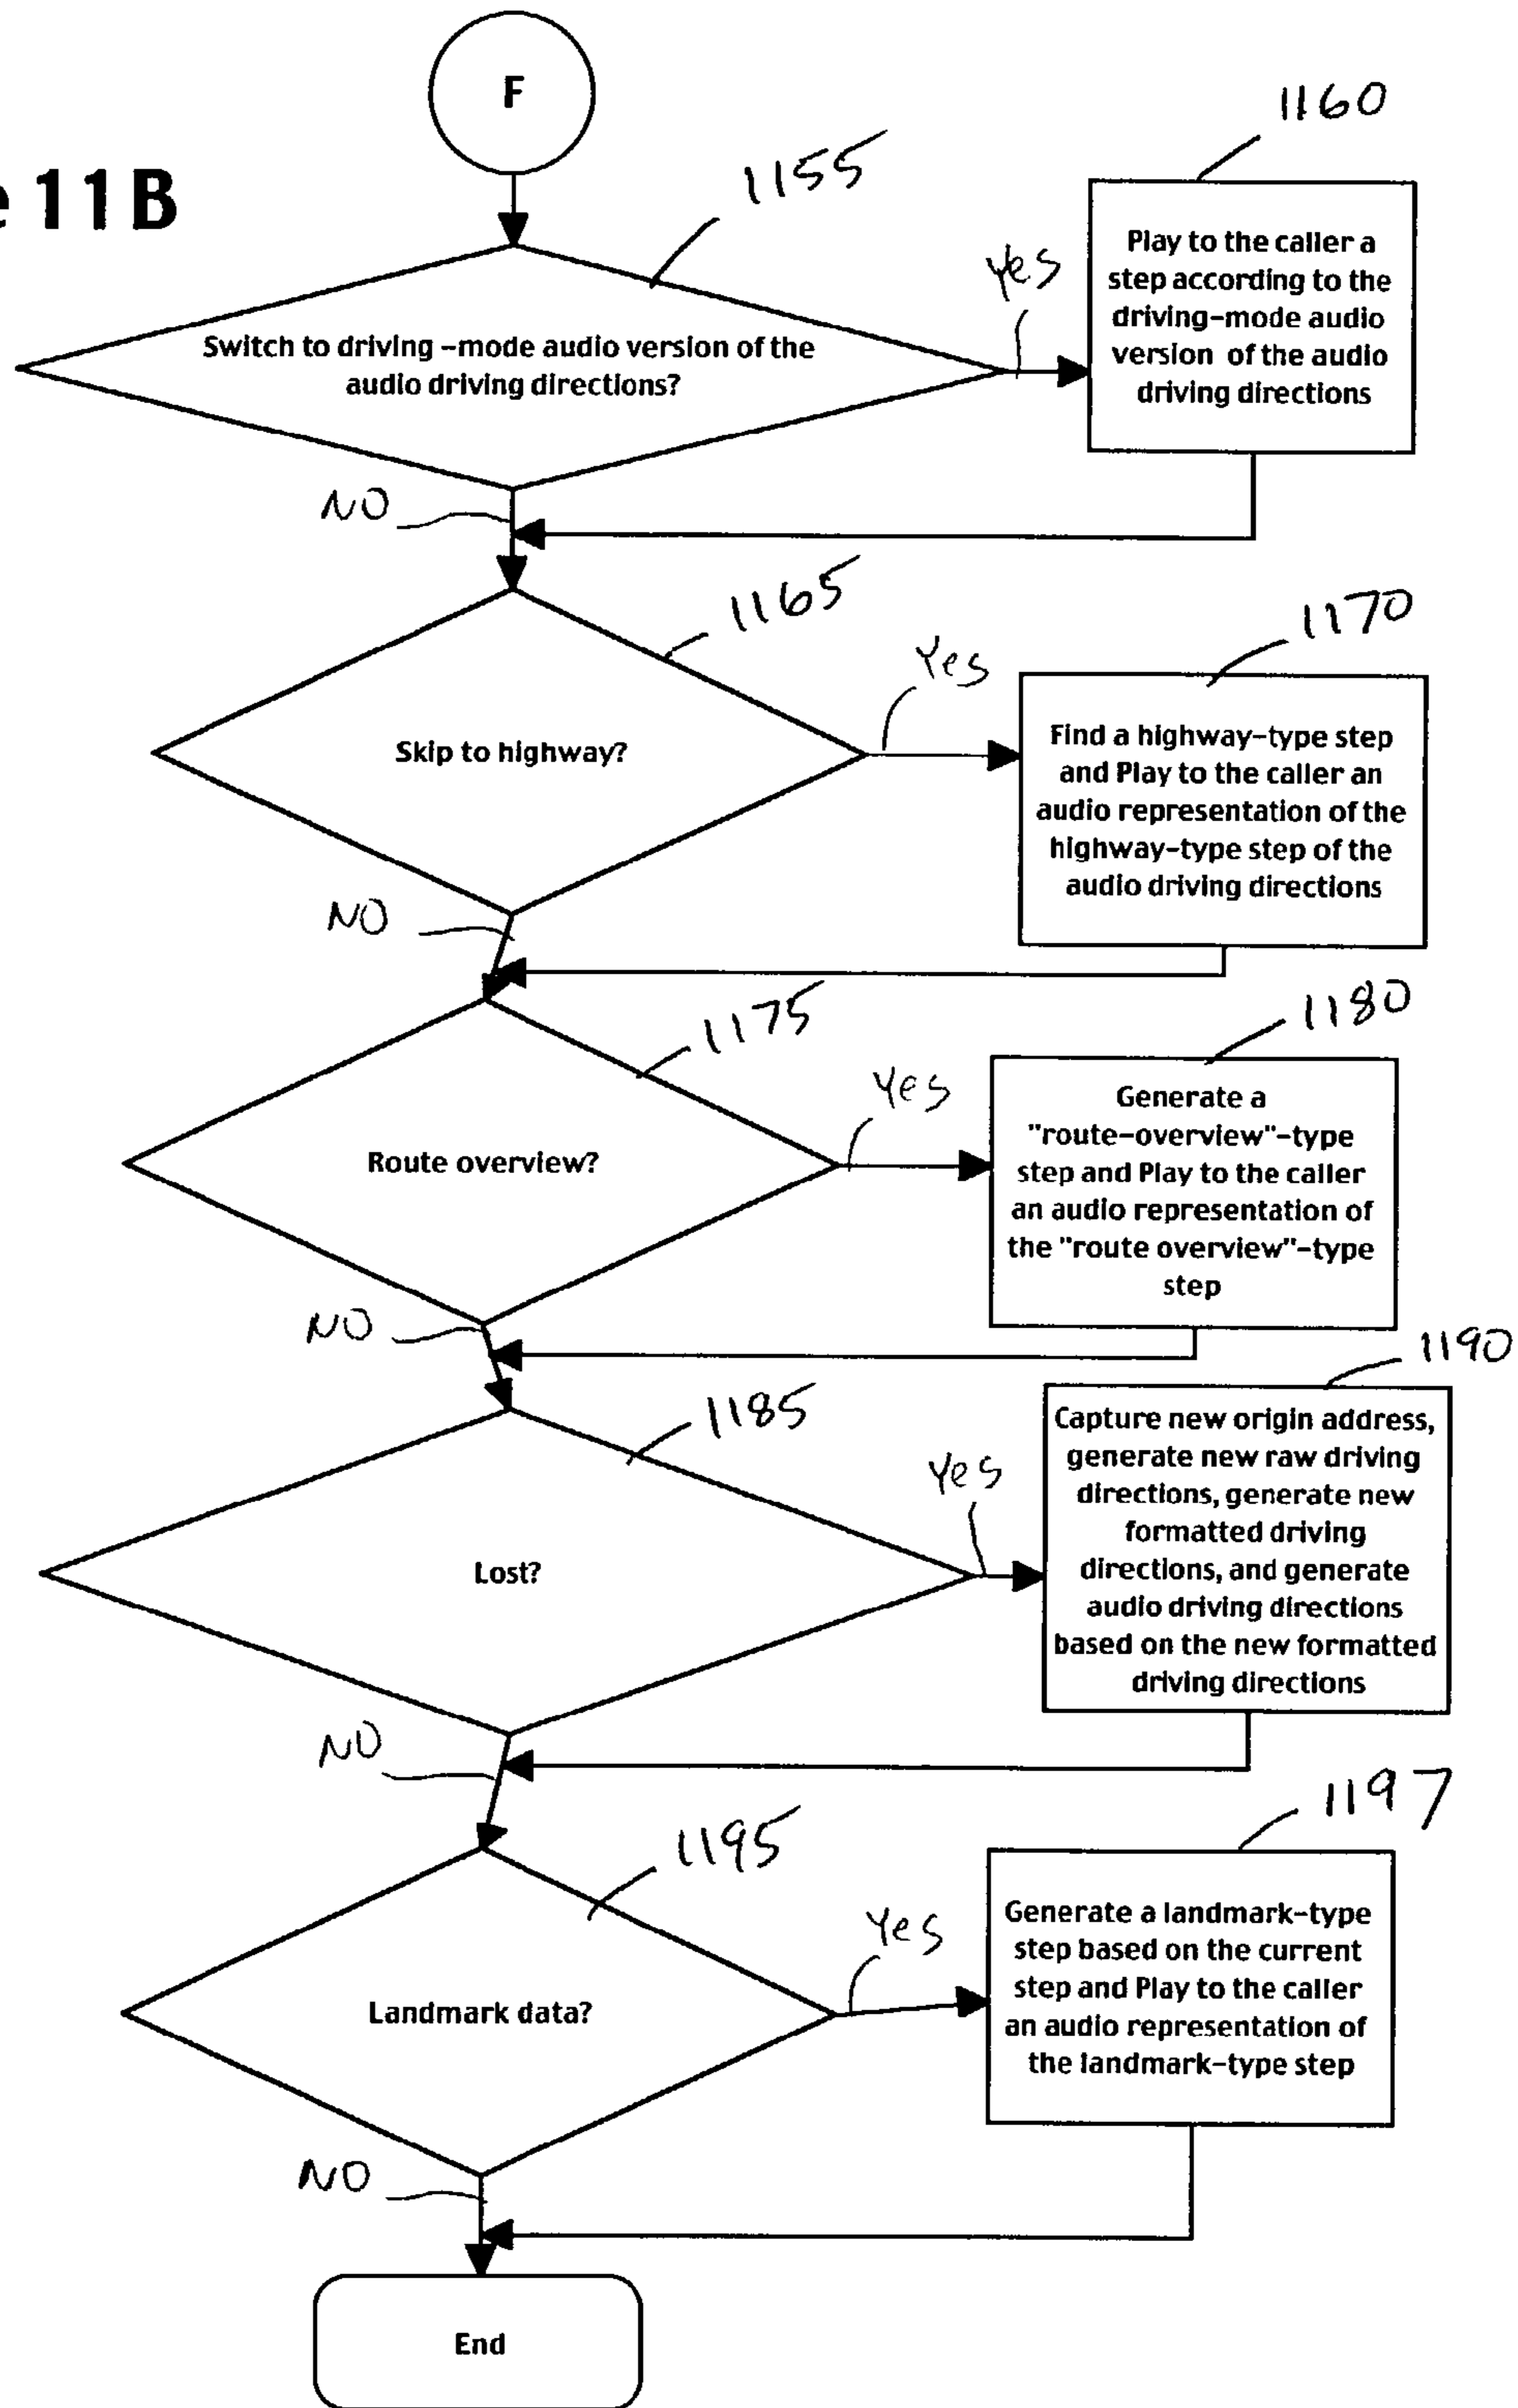 F
e 11B
1155
1160
Yes
Play to the caller a
step according to the
driving-mode audio
version of the audio
driving directions
Switch to driving -mode audio version of the
audio driving directions?
NO
1165
1170
Yes
Skip to highway?
Find a highway-type step
and Play to the caller an
audio representation of the
highway-type step of the
audio driving directions
NO
1175
1180
Yes
Route overview?
Generate a
"route-overview"-type
step and Play to the caller
an audio representation of
the "route overview"-type
step
NO
1185
1190
Yes
Lost?
Capture new origin address,
generate new raw driving
directions, generate new
formatted driving
directions, and generate
audio driving directions
based on the new formatted
driving directions
NO
1195
1197
Yes
Landmark data?
Generate a landmark-type
step based on the current
step and Play to the caller
an audio representation of
the landmark-type step
NO
End